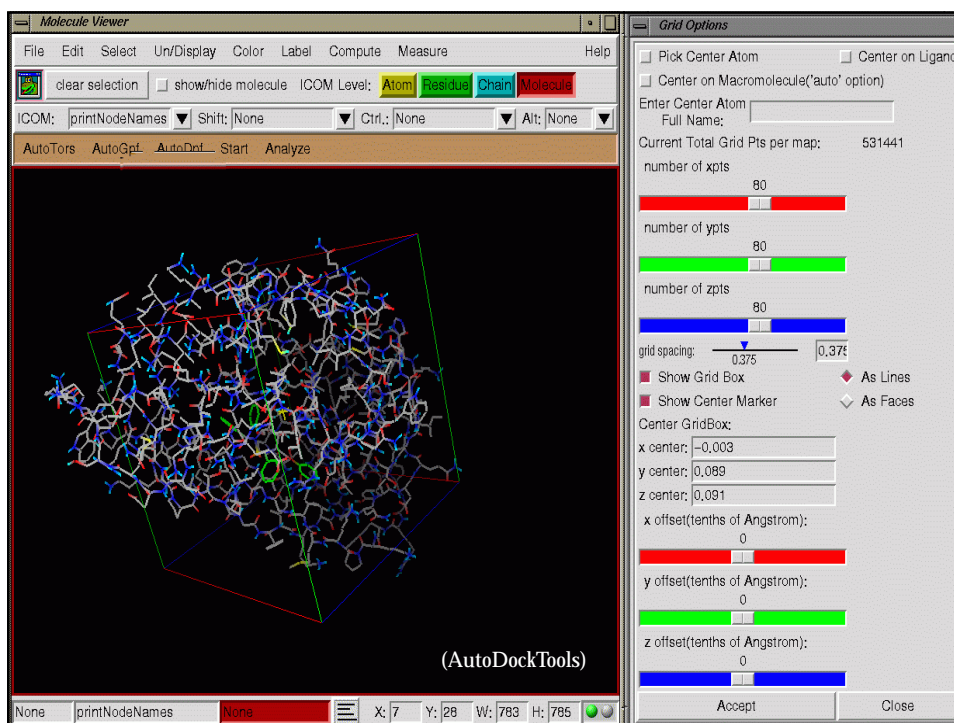 Molecule Viewer
File Edit Select Un/Display Color Label Compute Measure Help
clear selection show/hide molecule ICOM Level: Atom Residue Chain Molecule
ICOM: printNodeNames Shift: None Ctrl.: None Alt: None
AutoTors AutoGpf AutoDpf Start Analyze
(AutoDockTools)
None printNodeNames None X: 7 Y: 28 W: 783 H: 785
Grid Options
Pick Center Atom Center on Ligand
Center on Macromolecule('auto' option)
Enter Center Atom
Full Name:
Current Total Grid Pts per map: 531441
number of xpts
80
number of ypts
80
number of zpts
80
grid spacing: 0.375
0.375
Show Grid Box As Lines
Show Center Marker As Faces
Center GridBox:
x center: -0.003
y center: 0.089
z center: 0.091
x offset(tenths of Angstrom):
0
y offset(tenths of Angstrom):
0
z offset(tenths of Angstrom):
0
Accept Close